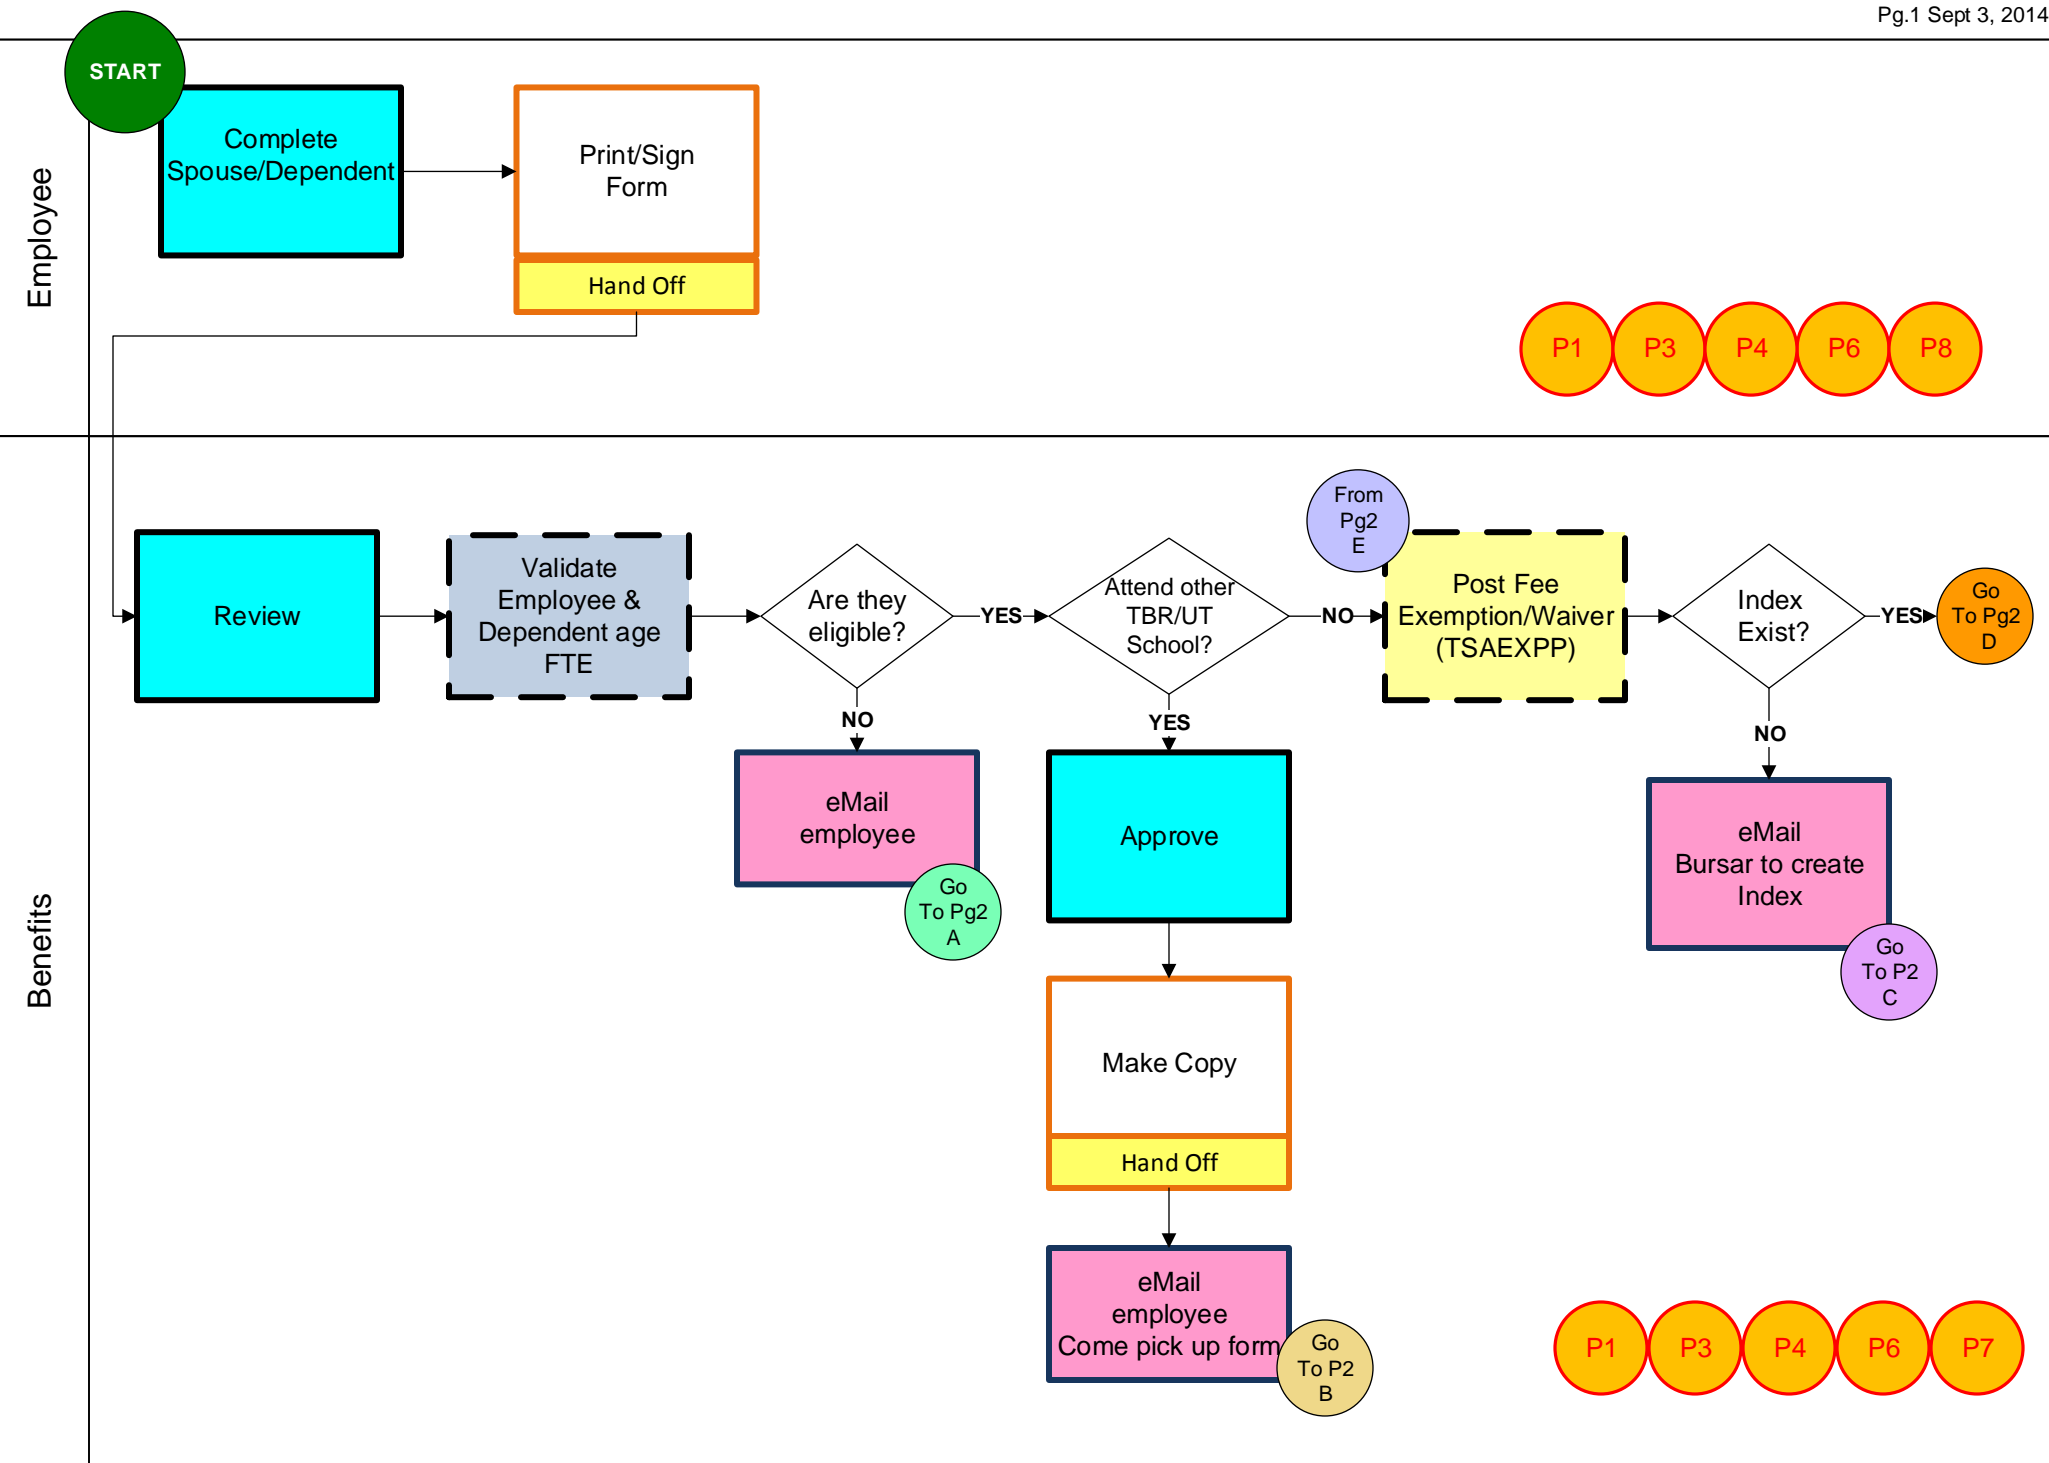 Pg.1 Sept 3, 2014
START
Employee
Complete
Spouse/Dependent
Print/Sign
Form
Hand Off
P1
P3
P4
P6
P8
Benefits
Review
Validate
Employee &
Dependent age
FTE
Are they
eligible?
YES
NO
eMail
employee
Go
To Pg2
A
Attend other
TBR/UT
School?
NO
YES
Approve
Make Copy
Hand Off
eMail
employee
Come pick up form
Go
To P2
B
From
Pg2
E
Post Fee
Exemption/Waiver
(TSAEXPP)
Index
Exist?
YES
Go
To Pg2
D
NO
eMail
Bursar to create
Index
Go
To P2
C
P1
P3
P4
P6
P7